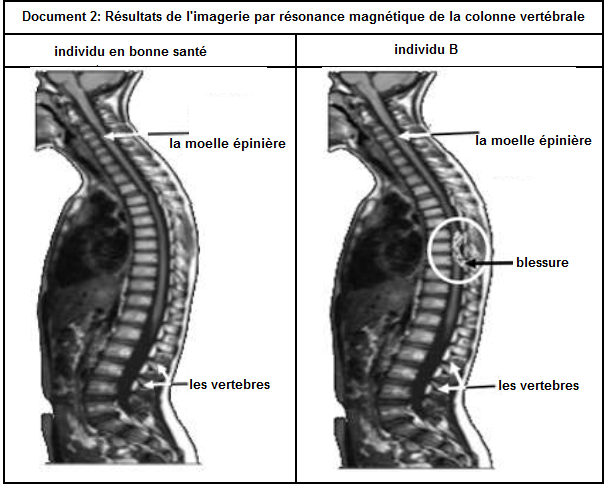 Document 2: Résultats de l'imagerie par résonance magnétique de la colonne vertébrale
individu en bonne santé
individu B
la moelle épinière
la moelle épinière
blessure
les vertebres
les vertebres